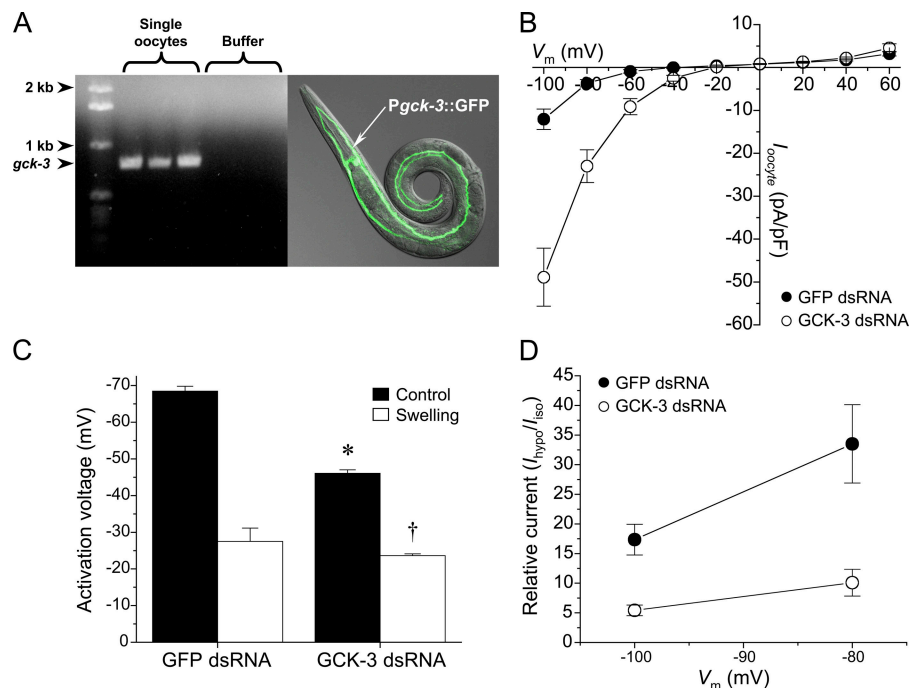 A
Single
oocytes
Buffer
2 kb
1 kb
gck-3
Pgck-3::GFP
B
Vm (mV)
-100 -80 -60 -40 -20
20 40 60
10
-10
-20
-30
-40
-50
-60
Ioocyte (pA/pF)
GFP dsRNA
GCK-3 dsRNA
C
Activation voltage (mV)
-70
-60
-50
-40
-30
-20
-10
0
Control
Swelling
*
†
GFP dsRNA
GCK-3 dsRNA
D
Relative current (Ihypo/Iiso)
45
40
35
30
25
20
15
10
5
0
GFP dsRNA
GCK-3 dsRNA
-100 -90 -80
Vm (mV)